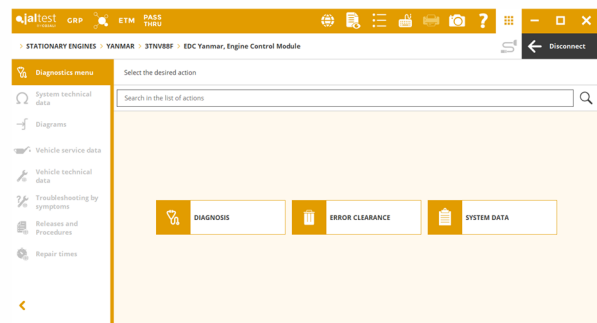 jaltest
GRP
ETM
PASS
THRU
?
STATIONARY ENGINES > YANMAR > 3TNV88F > EDC Yanmar, Engine Control Module
Disconnect
Diagnostics menu
Select the desired action
System technical
data
Search in the list of actions
Diagrams
Vehicle service data
Vehicle technical
data
Troubleshooting by
symptoms
Releases and
Procedures
Repair times
DIAGNOSIS
ERROR CLEARANCE
SYSTEM DATA